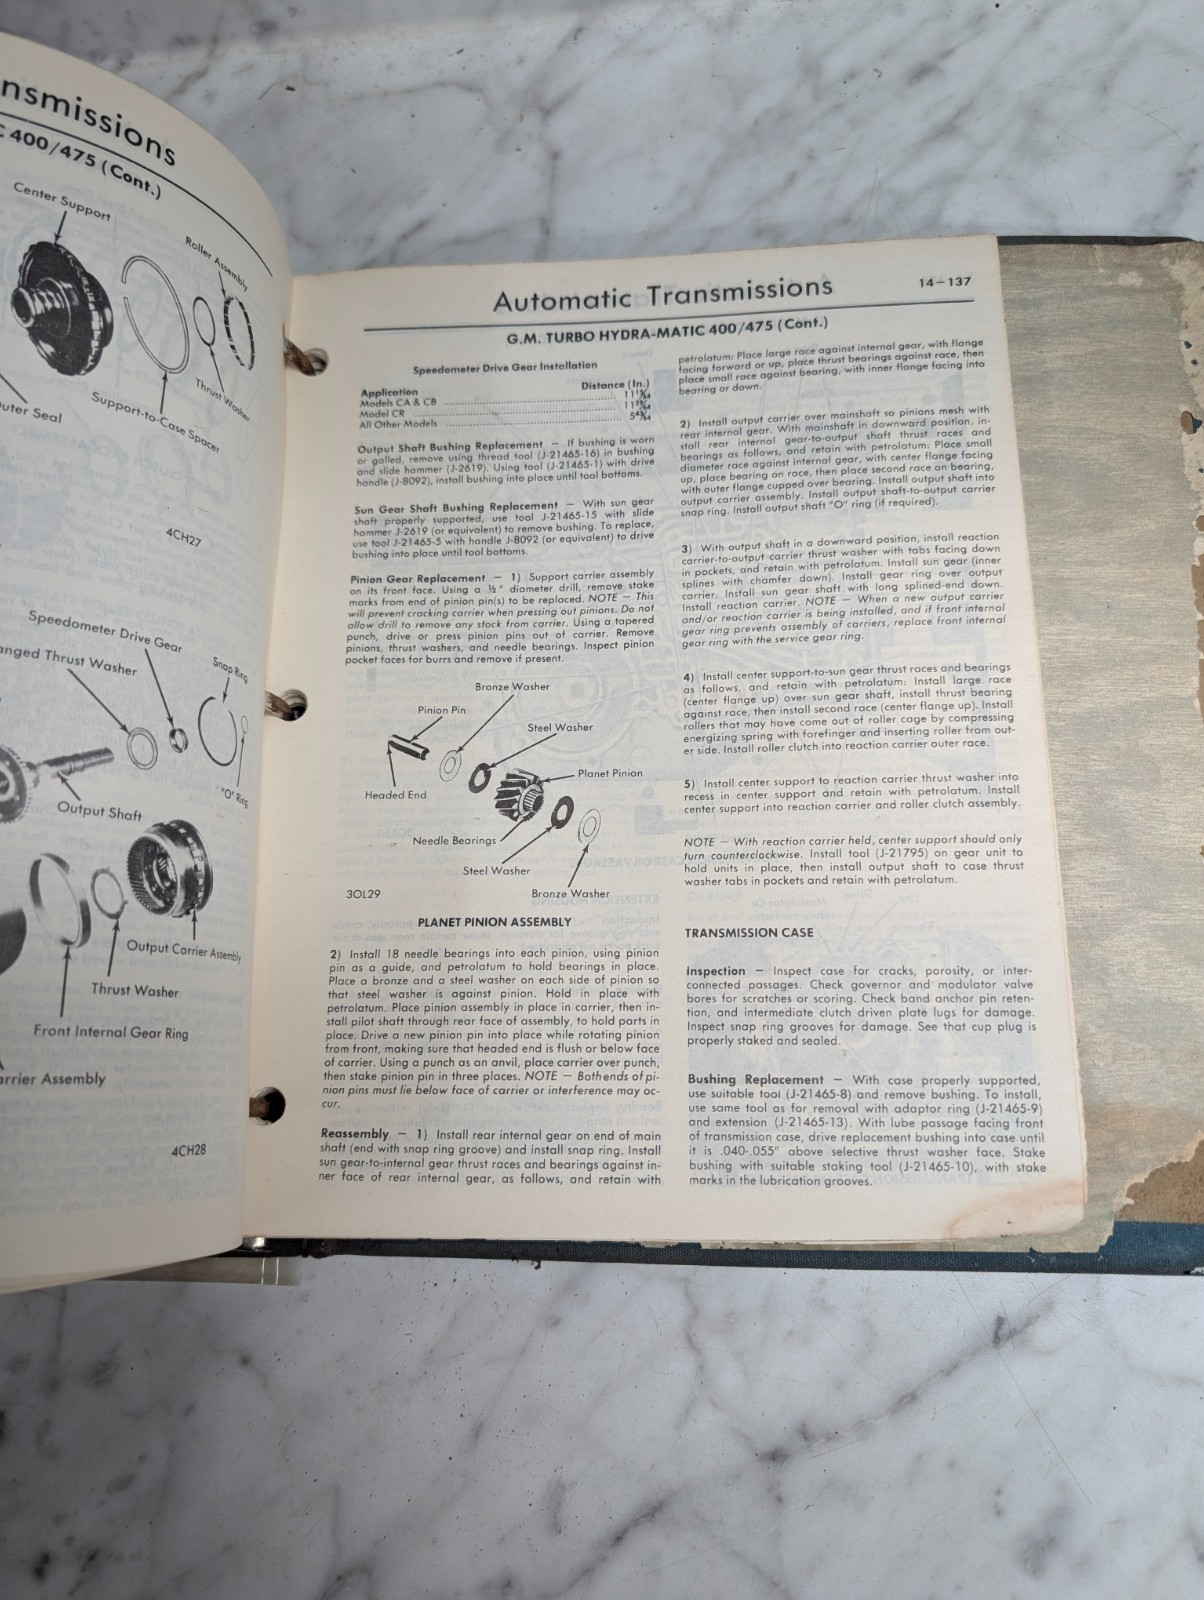 nsmissions
C 400/475 (Cont.)
Center Support
Roller Assembly
Thrust Washer
Support-to-Case Spacer
uter Seal
4CH27
Speedometer Drive Gear
anged Thrust Washer
Snap Ring
"O" Ring
Output Shaft
Output Carrier Assembly
Thrust Washer
Front Internal Gear Ring
arrier Assembly
4CH28
Automatic Transmissions
14-137
G.M. TURBO HYDRA-MATIC 400/475 (Cont.)
Speedometer Drive Gear Installation
Application Distance (In.)
Models CA & CB
Model CR
All Other Models
Output Shaft Bushing Replacement — If bushing is worn
or galled, remove using thread tool (J-21465-16) in bushing
and slide hammer (J-2619). Using tool (J-21465-1) with drive
handle (J-8092), install bushing into place until tool bottoms.
Sun Gear Shaft Bushing Replacement — With sun gear
shaft properly supported, use tool J-21465-15 with slide
hammer J-2619 (or equivalent) to remove bushing. To replace,
use tool J-21465-5 with handle J-8092 (or equivalent) to drive
bushing into place until tool bottoms.
Pinion Gear Replacement — 1) Support carrier assembly
on its front face. Using a ½" diameter drill, remove stake
marks from end of pinion pin(s) to be replaced. NOTE — This
will prevent cracking carrier when pressing out pinions. Do not
allow drill to remove any stock from carrier. Using a tapered
punch, drive or press pinion pins out of carrier. Remove
pinions, thrust washers, and needle bearings. Inspect pinion
pocket faces for burrs and remove if present.
Bronze Washer
Pinion Pin
Steel Washer
Planet Pinion
Headed End
Needle Bearings
Steel Washer
Bronze Washer
3OL29
PLANET PINION ASSEMBLY
2) Install 18 needle bearings into each pinion, using pinion
pin as a guide, and petrolatum to hold bearings in place.
Place a bronze and a steel washer on each side of pinion so
that steel washer is against pinion. Hold in place with
petrolatum. Place pinion assembly in place in carrier, then in-
stall pilot shaft through rear face of assembly, to hold parts in
place. Drive a new pinion pin into place while rotating pinion
from front, making sure that headed end is flush or below face
of carrier. Using a punch as an anvil, place carrier over punch,
then stake pinion pin in three places. NOTE — Both ends of pi-
nion pins must lie below face of carrier or interference may oc-
cur.
Reassembly — 1) Install rear internal gear on end of main
shaft (end with snap ring groove) and install snap ring. Install
sun gear-to-internal gear thrust races and bearings against in-
ner face of rear internal gear, as follows, and retain with
petrolatum: Place large race against internal gear, with flange
facing forward or up, place thrust bearings against race, then
place small race against bearing, with inner flange facing into
bearing or down.
2) Install output carrier over mainshaft so pinions mesh with
rear internal gear. With mainshaft in downward position, in-
stall rear internal gear-to-output shaft thrust races and
bearings as follows, and retain with petrolatum: Place small
diameter race against internal gear, with center flange facing
up, place bearing on race, then place second race on bearing,
with outer flange cupped over bearing. Install output shaft into
output carrier assembly. Install output shaft-to-output carrier
snap ring. Install output shaft "O" ring (if required).
3) With output shaft in a downward position, install reaction
carrier-to-output carrier thrust washer with tabs facing down
in pockets, and retain with petrolatum. Install sun gear (inner
splines with chamfer down). Install gear ring over output
carrier. Install sun gear shaft with long splined-end down.
Install reaction carrier. NOTE — When a new output carrier
and/or reaction carrier is being installed, and if front internal
gear ring prevents assembly of carriers, replace front internal
gear ring with the service gear ring.
4) Install center support-to-sun gear thrust races and bearings
as follows, and retain with petrolatum: Install large race
(center flange up) over sun gear shaft, install thrust bearing
against race, then install second race (center flange up). Install
rollers that may have come out of roller cage by compressing
energizing spring with forefinger and inserting roller from out-
er side. Install roller clutch into reaction carrier outer race.
5) Install center support to reaction carrier thrust washer into
recess in center support and retain with petrolatum. Install
center support into reaction carrier and roller clutch assembly.
NOTE — With reaction carrier held, center support should only
turn counterclockwise. Install tool (J-21795) on gear unit to
hold units in place, then install output shaft to case thrust
washer tabs in pockets and retain with petrolatum.
TRANSMISSION CASE
Inspection — Inspect case for cracks, porosity, or inter-
connected passages. Check governor and modulator valve
bores for scratches or scoring. Check band anchor pin reten-
tion, and intermediate clutch driven plate lugs for damage.
Inspect snap ring grooves for damage. See that cup plug is
properly staked and sealed.
Bushing Replacement — With case properly supported,
use suitable tool (J-21465-8) and remove bushing. To install,
use same tool as for removal with adaptor ring (J-21465-9)
and extension (J-21465-13). With lube passage facing front
of transmission case, drive replacement bushing into case until
it is .040-.055" above selective thrust washer face. Stake
bushing with suitable staking tool (J-21465-10), with stake
marks in the lubrication grooves.